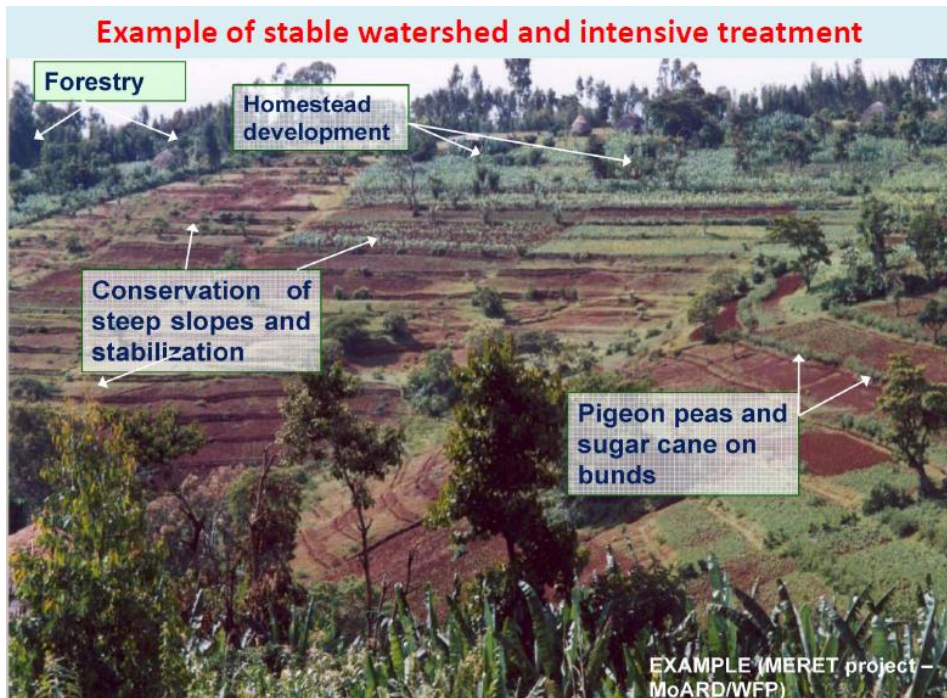 Example of stable watershed and intensive treatment
Forestry
Homestead
development
Conservation of
steep slopes and
stabilization
Pigeon peas and
sugar cane on
bunds
EXAMPLE (MERET project –
MoARD/WFP)